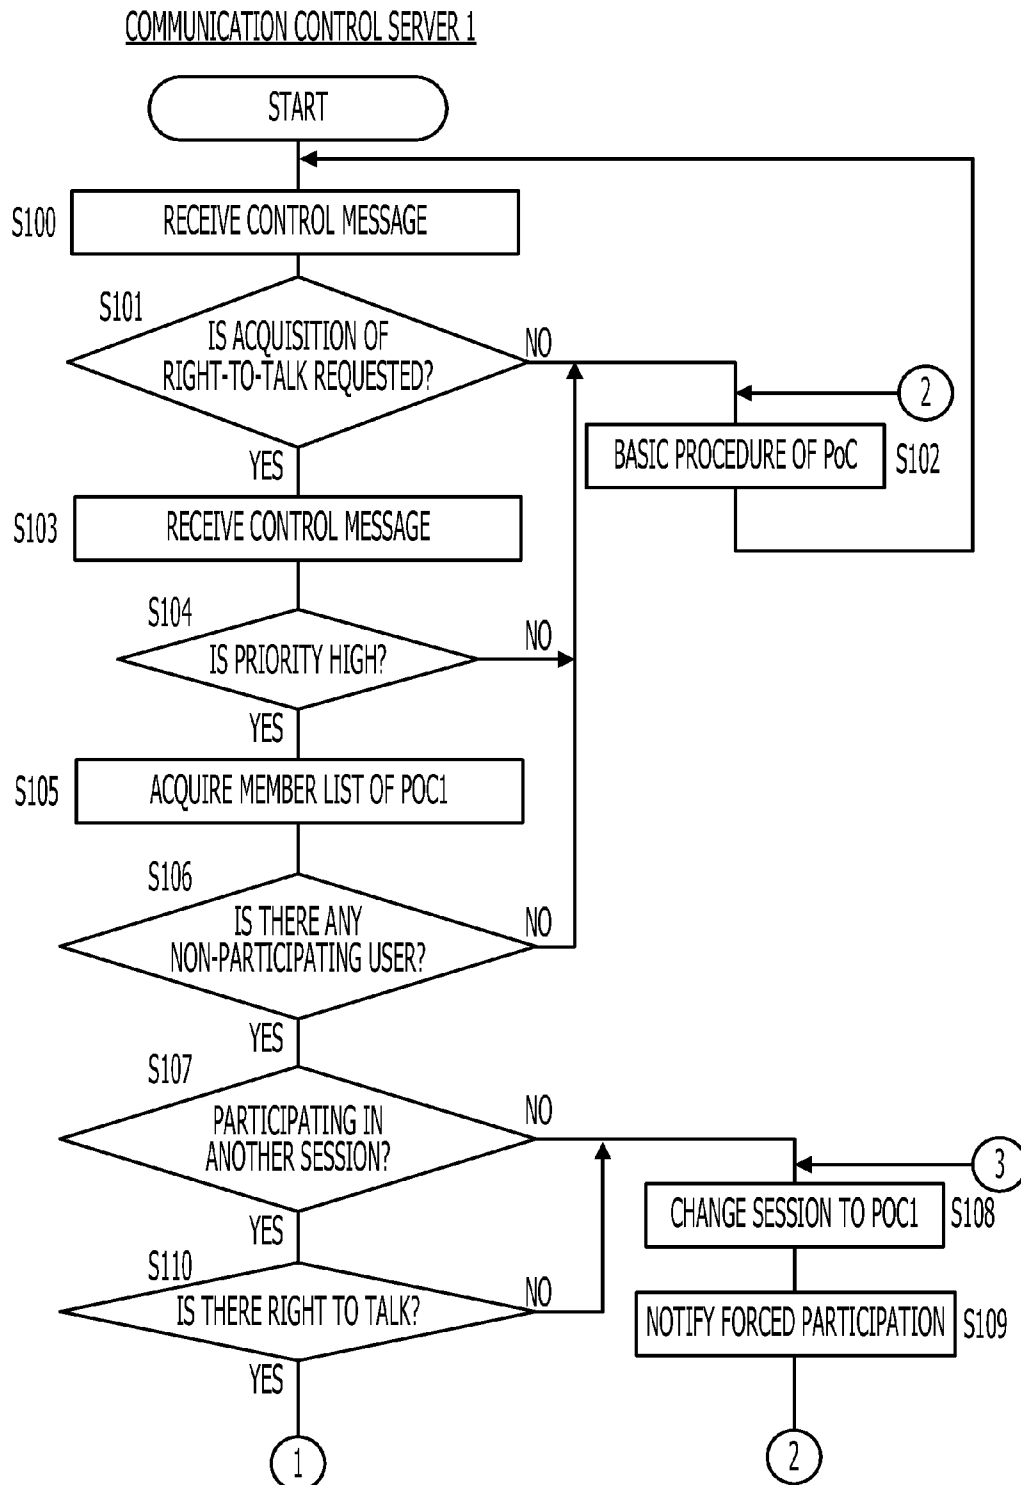 COMMUNICATION CONTROL SERVER 1
START
S100
RECEIVE CONTROL MESSAGE
S101
IS ACQUISITION OF
RIGHT-TO-TALK REQUESTED?
NO
YES
2
BASIC PROCEDURE OF PoC
S102
S103
RECEIVE CONTROL MESSAGE
S104
IS PRIORITY HIGH?
NO
YES
S105
ACQUIRE MEMBER LIST OF POC1
S106
IS THERE ANY
NON-PARTICIPATING USER?
NO
YES
S107
PARTICIPATING IN
ANOTHER SESSION?
NO
YES
3
CHANGE SESSION TO POC1
S108
S110
IS THERE RIGHT TO TALK?
NO
YES
NOTIFY FORCED PARTICIPATION
S109
1
2